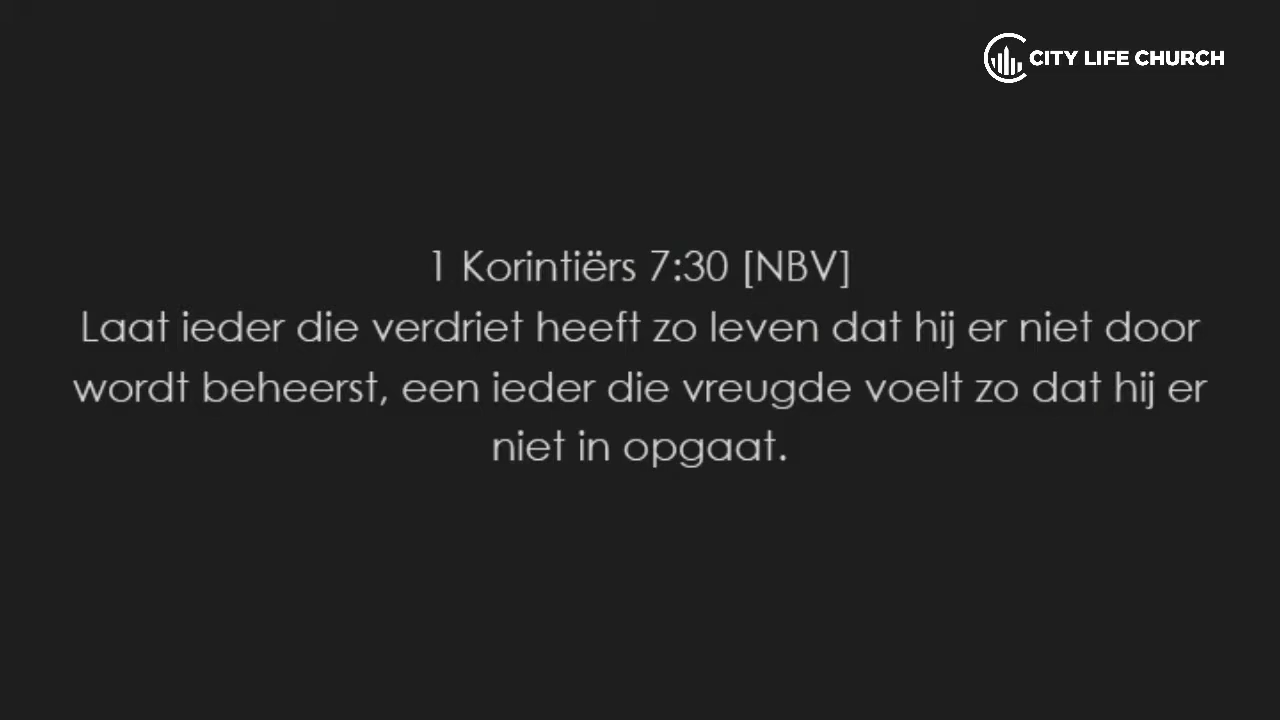 CITY LIFE CHURCH
1 Korintiërs 7:30 [NBV]
Laat ieder die verdriet heeft zo leven dat hij er niet door
wordt beheerst, een ieder die vreugde voelt zo dat hij er
niet in opgaat.